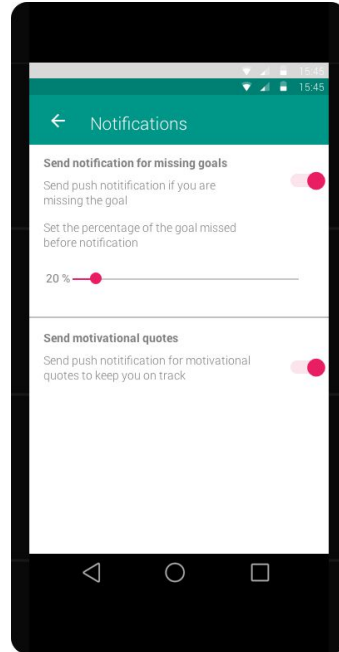 15:45
15:45
Notifications
Send notification for missing goals
Send push notitification if you are
missing the goal
Set the percentage of the goal missed
before notification
20 %
Send motivational quotes
Send push notitification for motivational
quotes to keep you on track